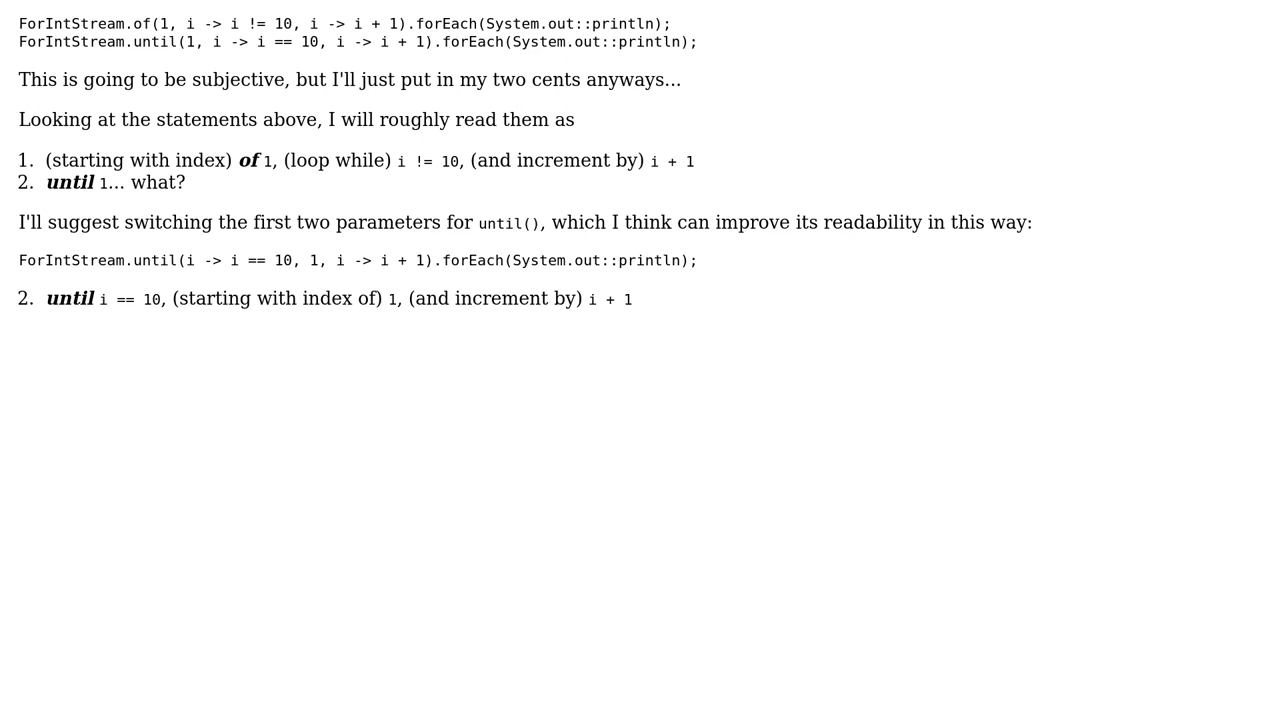 ForIntStream.of(1, i -> i != 10, i -> i + 1).forEach(System.out::println);
ForIntStream.until(1, i -> i == 10, i -> i + 1).forEach(System.out::println);
This is going to be subjective, but I'll just put in my two cents anyways...
Looking at the statements above, I will roughly read them as
1. (starting with index) of 1, (loop while) i != 10, (and increment by) i + 1
2. until 1... what?
I'll suggest switching the first two parameters for until(), which I think can improve its readability in this way:
ForIntStream.until(i -> i == 10, 1, i -> i + 1).forEach(System.out::println);
2. until i == 10, (starting with index of) 1, (and increment by) i + 1